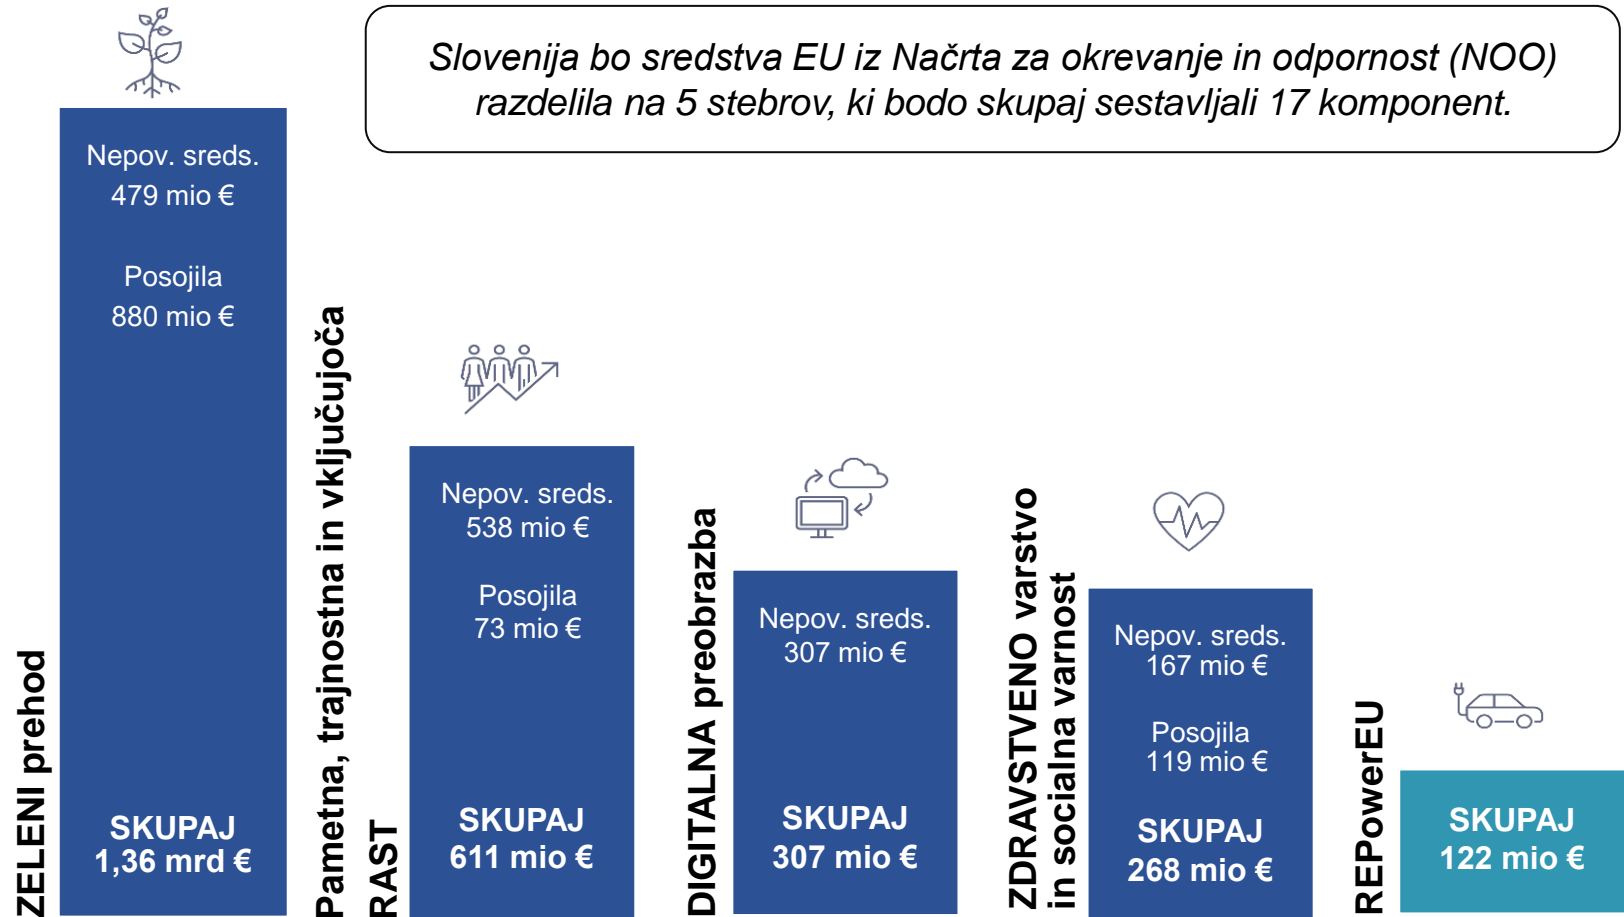 Slovenija bo sredstva EU iz Načrta za okrevanje in odpornost (NOO)
razdelila na 5 stebrov, ki bodo skupaj sestavljali 17 komponent.
ZELENI prehod
Nepov. sreds.
479 mio €
Posojila
880 mio €
SKUPAJ
1,36 mrd €
Pametna, trajnostna in vključujoča
RAST
Nepov. sreds.
538 mio €
Posojila
73 mio €
SKUPAJ
611 mio €
DIGITALNA preobrazba
Nepov. sreds.
307 mio €
SKUPAJ
307 mio €
ZDRAVSTVENO varstvo
in socialna varnost
Nepov. sreds.
167 mio €
Posojila
119 mio €
SKUPAJ
268 mio €
REPowerEU
SKUPAJ
122 mio €